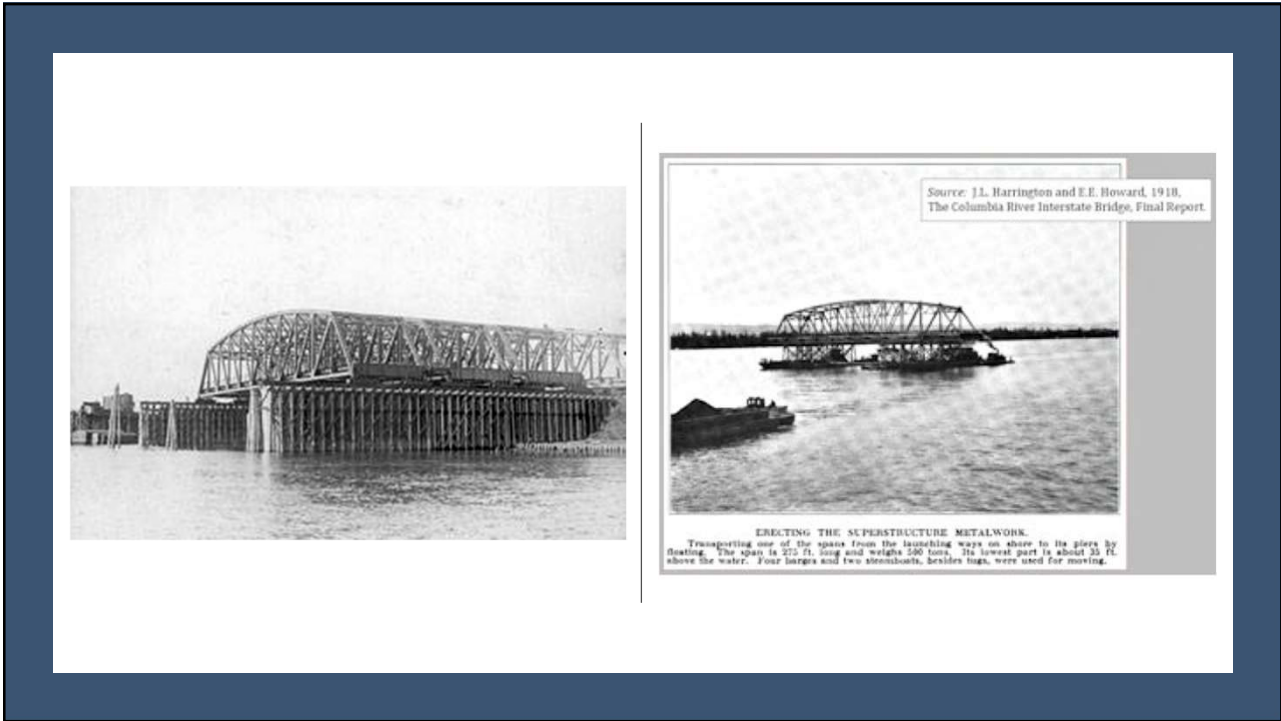 Source: J.L. Harrington and E.E. Howard, 1918,
The Columbia River Interstate Bridge, Final Report.
ERECTING THE SUPERSTRUCTURE METALWORK.
Transporting one of the spans from the launching ways on shore to its piers by
floating. The span is 275 ft. long and weighs 500 tons. Its lowest part is about 35 ft.
above the water. Four barges and two steamboats, besides tugs, were used for moving.